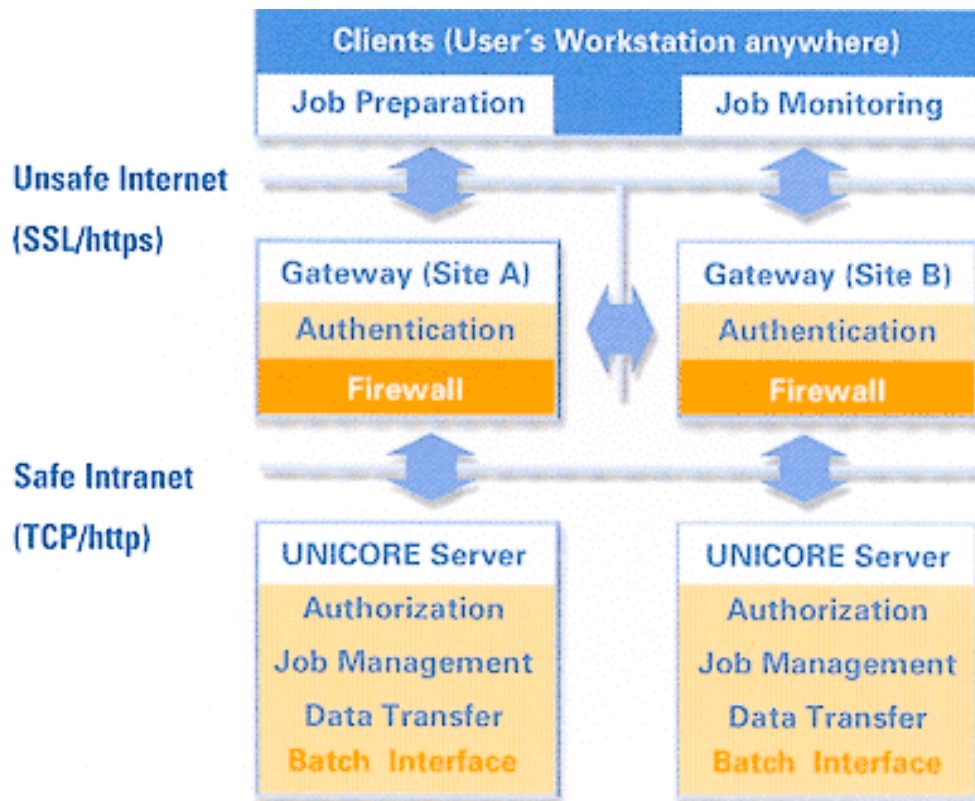 Clients (User´s Workstation anywhere)
Job Preparation
Job Monitoring
Unsafe Internet
(SSL/https)
Gateway (Site A)
Authentication
Firewall
Gateway (Site B)
Authentication
Firewall
Safe Intranet
(TCP/http)
UNICORE Server
Authorization
Job Management
Data Transfer
Batch Interface
UNICORE Server
Authorization
Job Management
Data Transfer
Batch Interface